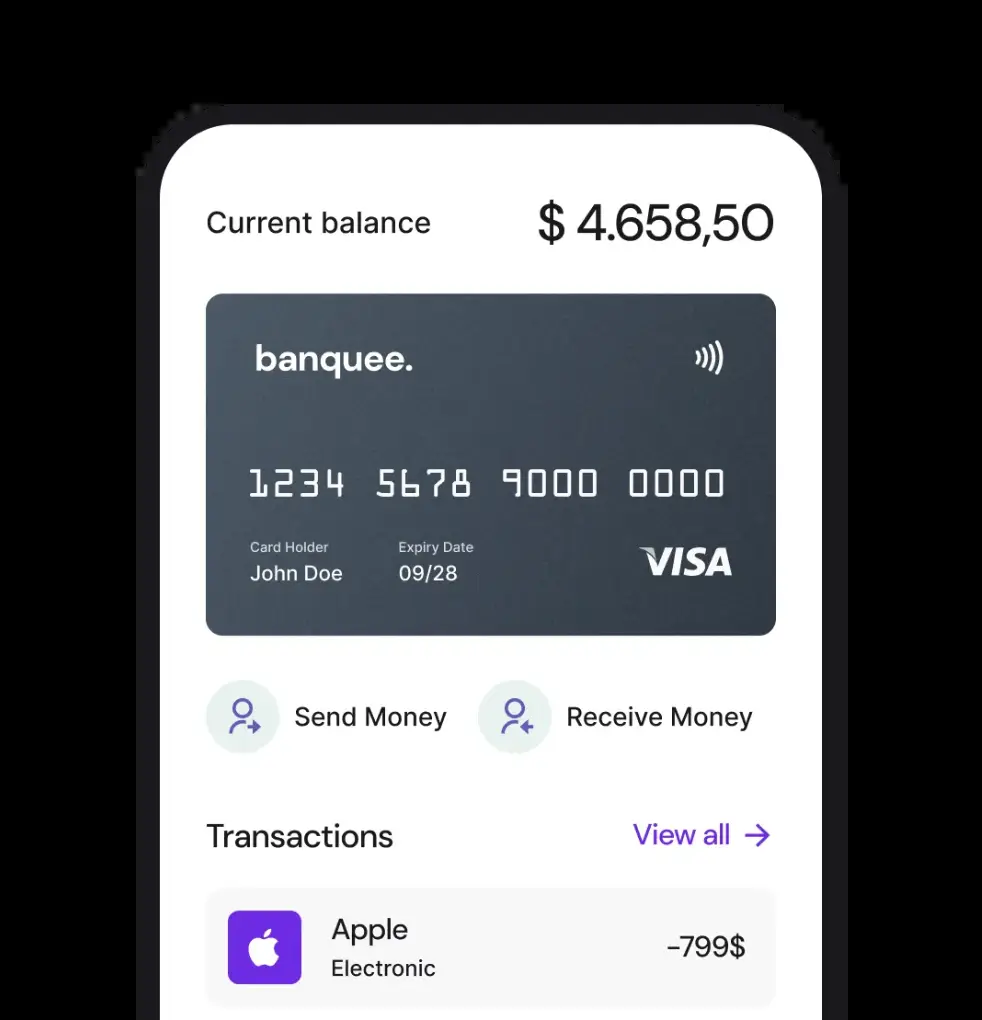 Current balance
$ 4.658,50
banquee.
1234 5678 9000 0000
Card Holder
Expiry Date
John Doe
09/28
VISA
Send Money
Receive Money
Transactions
View all
Apple
-799$
Electronic